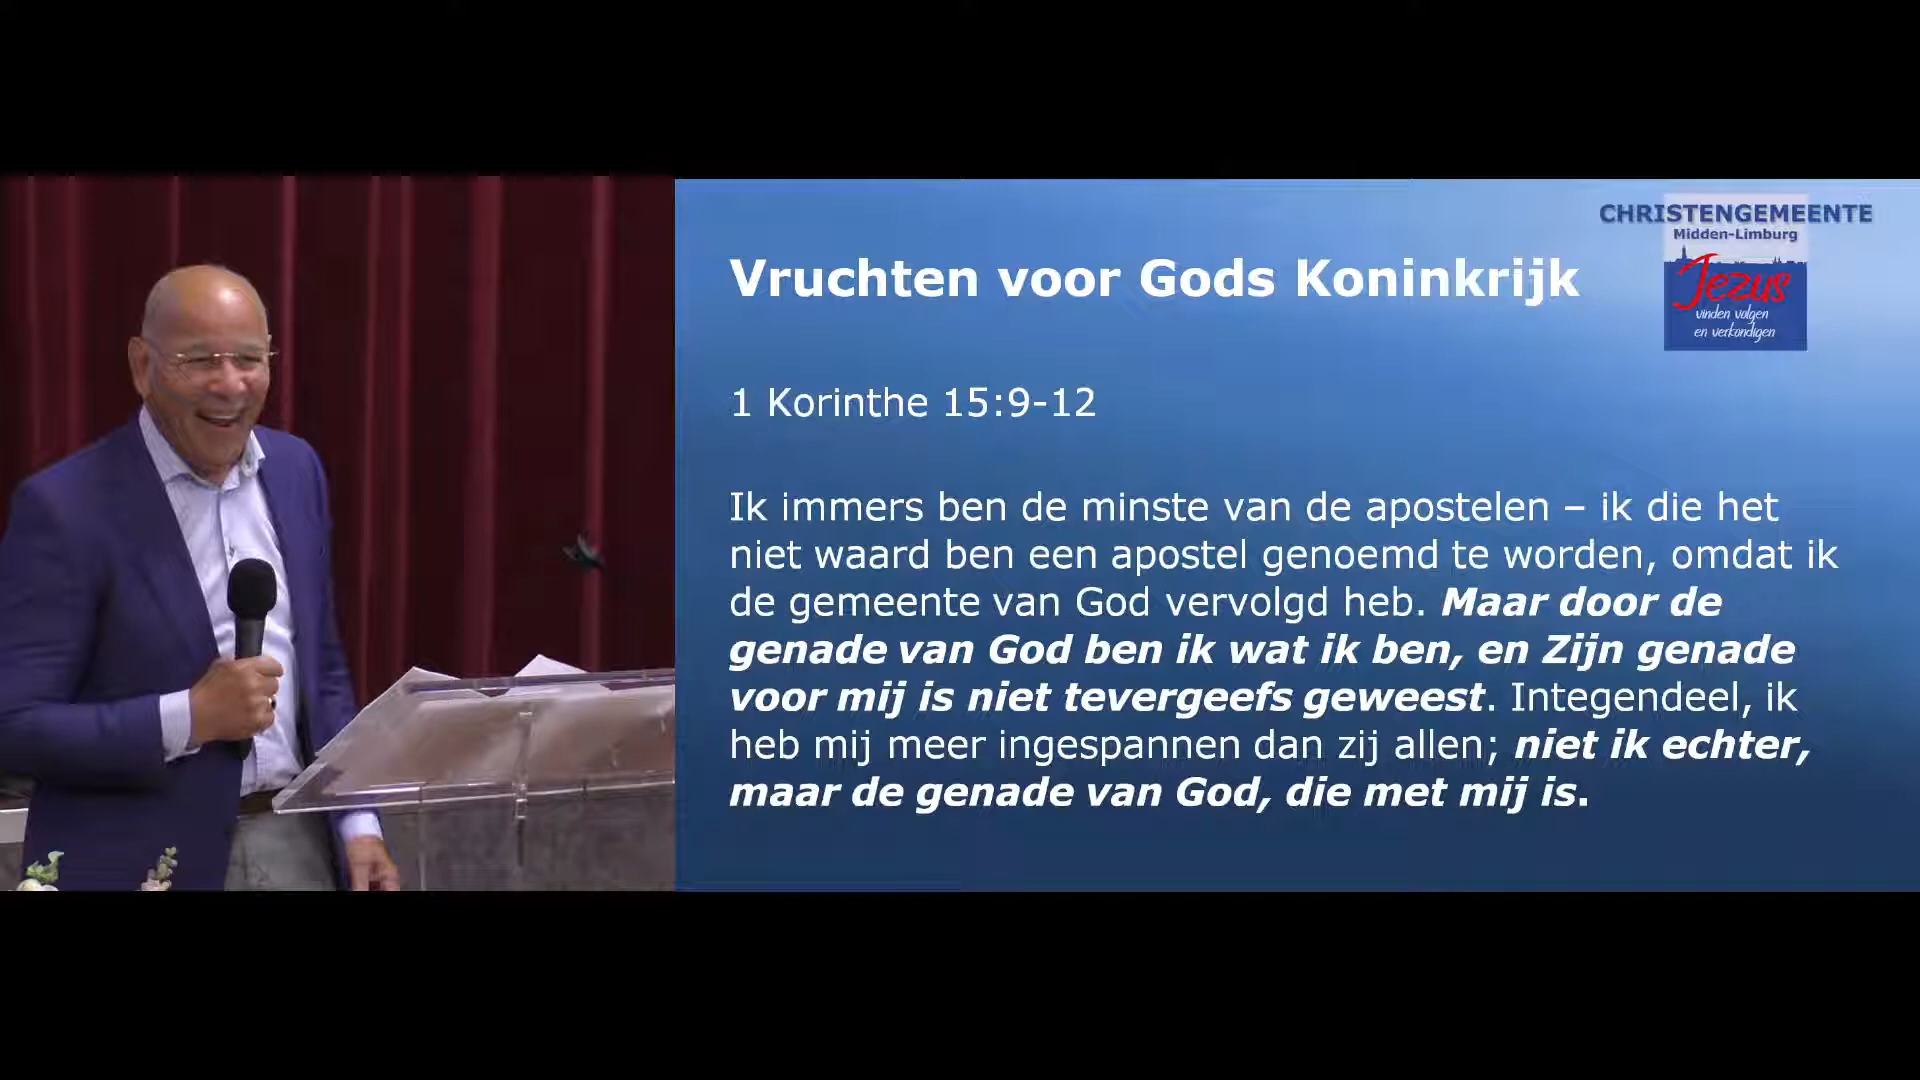 CHRISTENGEMEENTE
Midden-Limburg
Jezus
vinden volgen
en verkondigen
Vruchten voor Gods Koninkrijk
1 Korinthe 15:9-12
Ik immers ben de minste van de apostelen – ik die het
niet waard ben een apostel genoemd te worden, omdat ik
de gemeente van God vervolgd heb. Maar door de
genade van God ben ik wat ik ben, en Zijn genade
voor mij is niet tevergeefs geweest. Integendeel, ik
heb mij meer ingespannen dan zij allen; niet ik echter,
maar de genade van God, die met mij is.